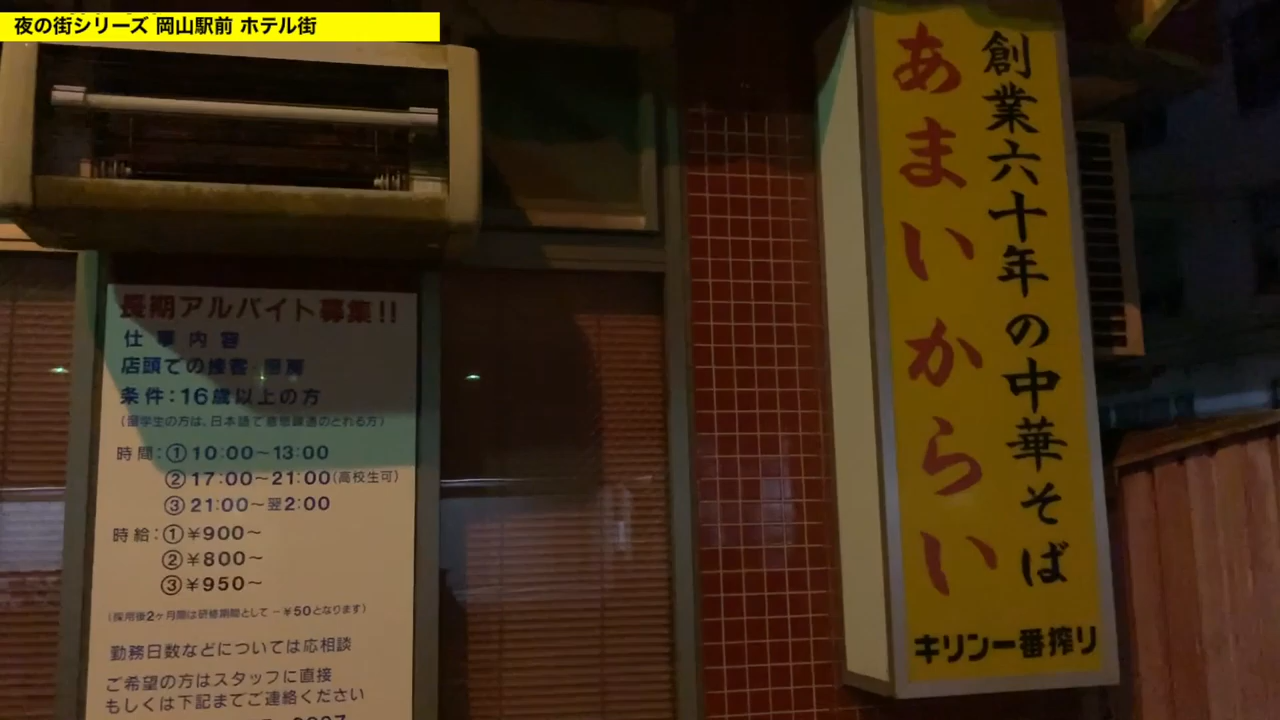 夜の街シリーズ 岡山駅前 ホテル街
長期アルバイト募集!!
仕事内容
店頭での接客・厨房
条件:16歳以上の方
(留学生の方は、日本語で意思疎通のとれる方)
時間:①10:00~13:00
②17:00~21:00(高校生可)
③21:00~翌2:00
時給:①¥900~
②¥800~
③¥950~
(採用後2ヶ月間は研修期間として-¥50となります)
勤務日数などについては応相談
ご希望の方はスタッフに直接
もしくは下記までご連絡ください
創業六十年の中華そば
あまいからい
キリン一番搾り